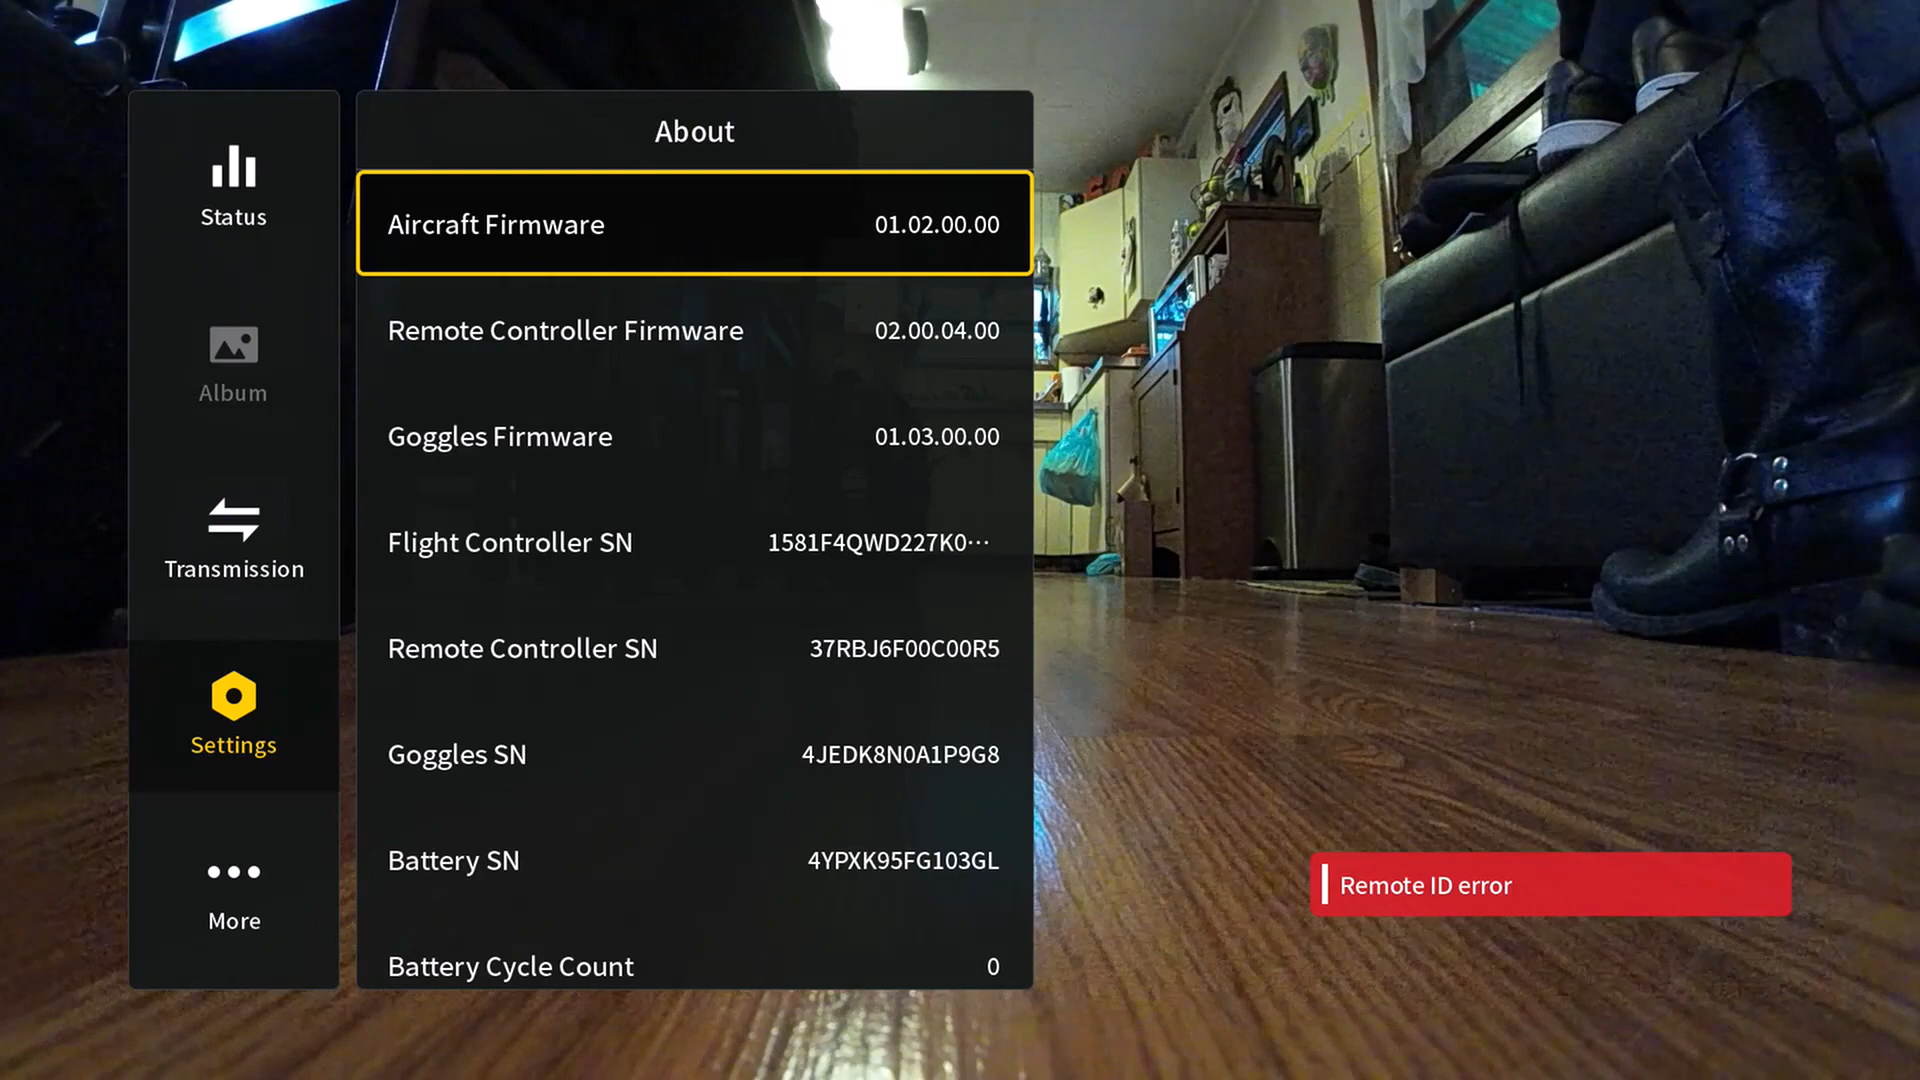 Status
Album
Transmission
Settings
More
About
Aircraft Firmware 01.02.00.00
Remote Controller Firmware 02.00.04.00
Goggles Firmware 01.03.00.00
Flight Controller SN 1581F4QWD227K0···
Remote Controller SN 37RBJ6F00C00R5
Goggles SN 4JEDK8N0A1P9G8
Battery SN 4YPXK95FG103GL
Battery Cycle Count 0
Remote ID error